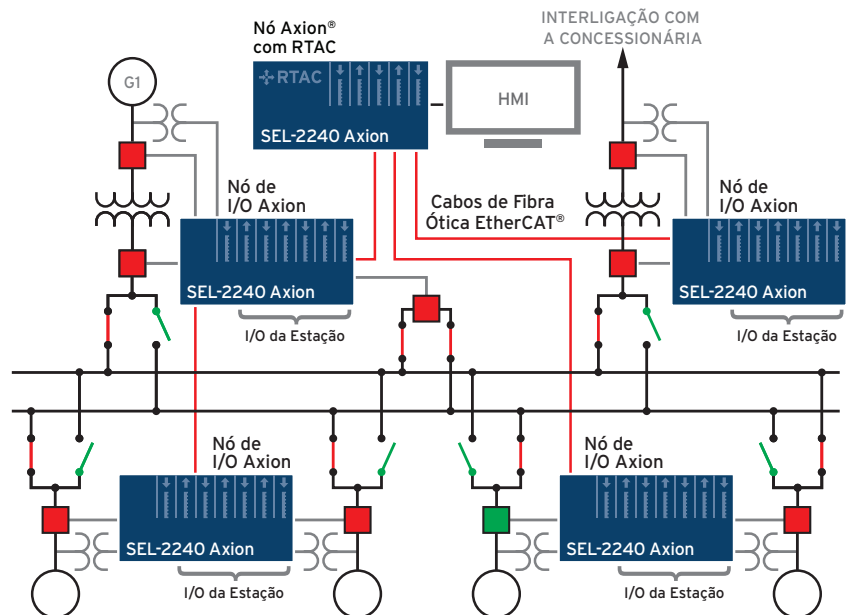 INTERLIGAÇÃO COM
A CONCESSIONÁRIA
Nó Axion®
com RTAC
G1
RTAC
SEL-2240 Axion
HMI
Nó de
I/O Axion
SEL-2240 Axion
I/O da Estação
Cabos de Fibra
Ótica EtherCAT®
Nó de
I/O Axion
SEL-2240 Axion
I/O da Estação
Nó de
I/O Axion
SEL-2240 Axion
I/O da Estação
Nó de
I/O Axion
SEL-2240 Axion
I/O da Estação